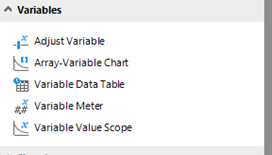 Variables
Adjust Variable
Array-Variable Chart
Variable Data Table
Variable Meter
Variable Value Scope